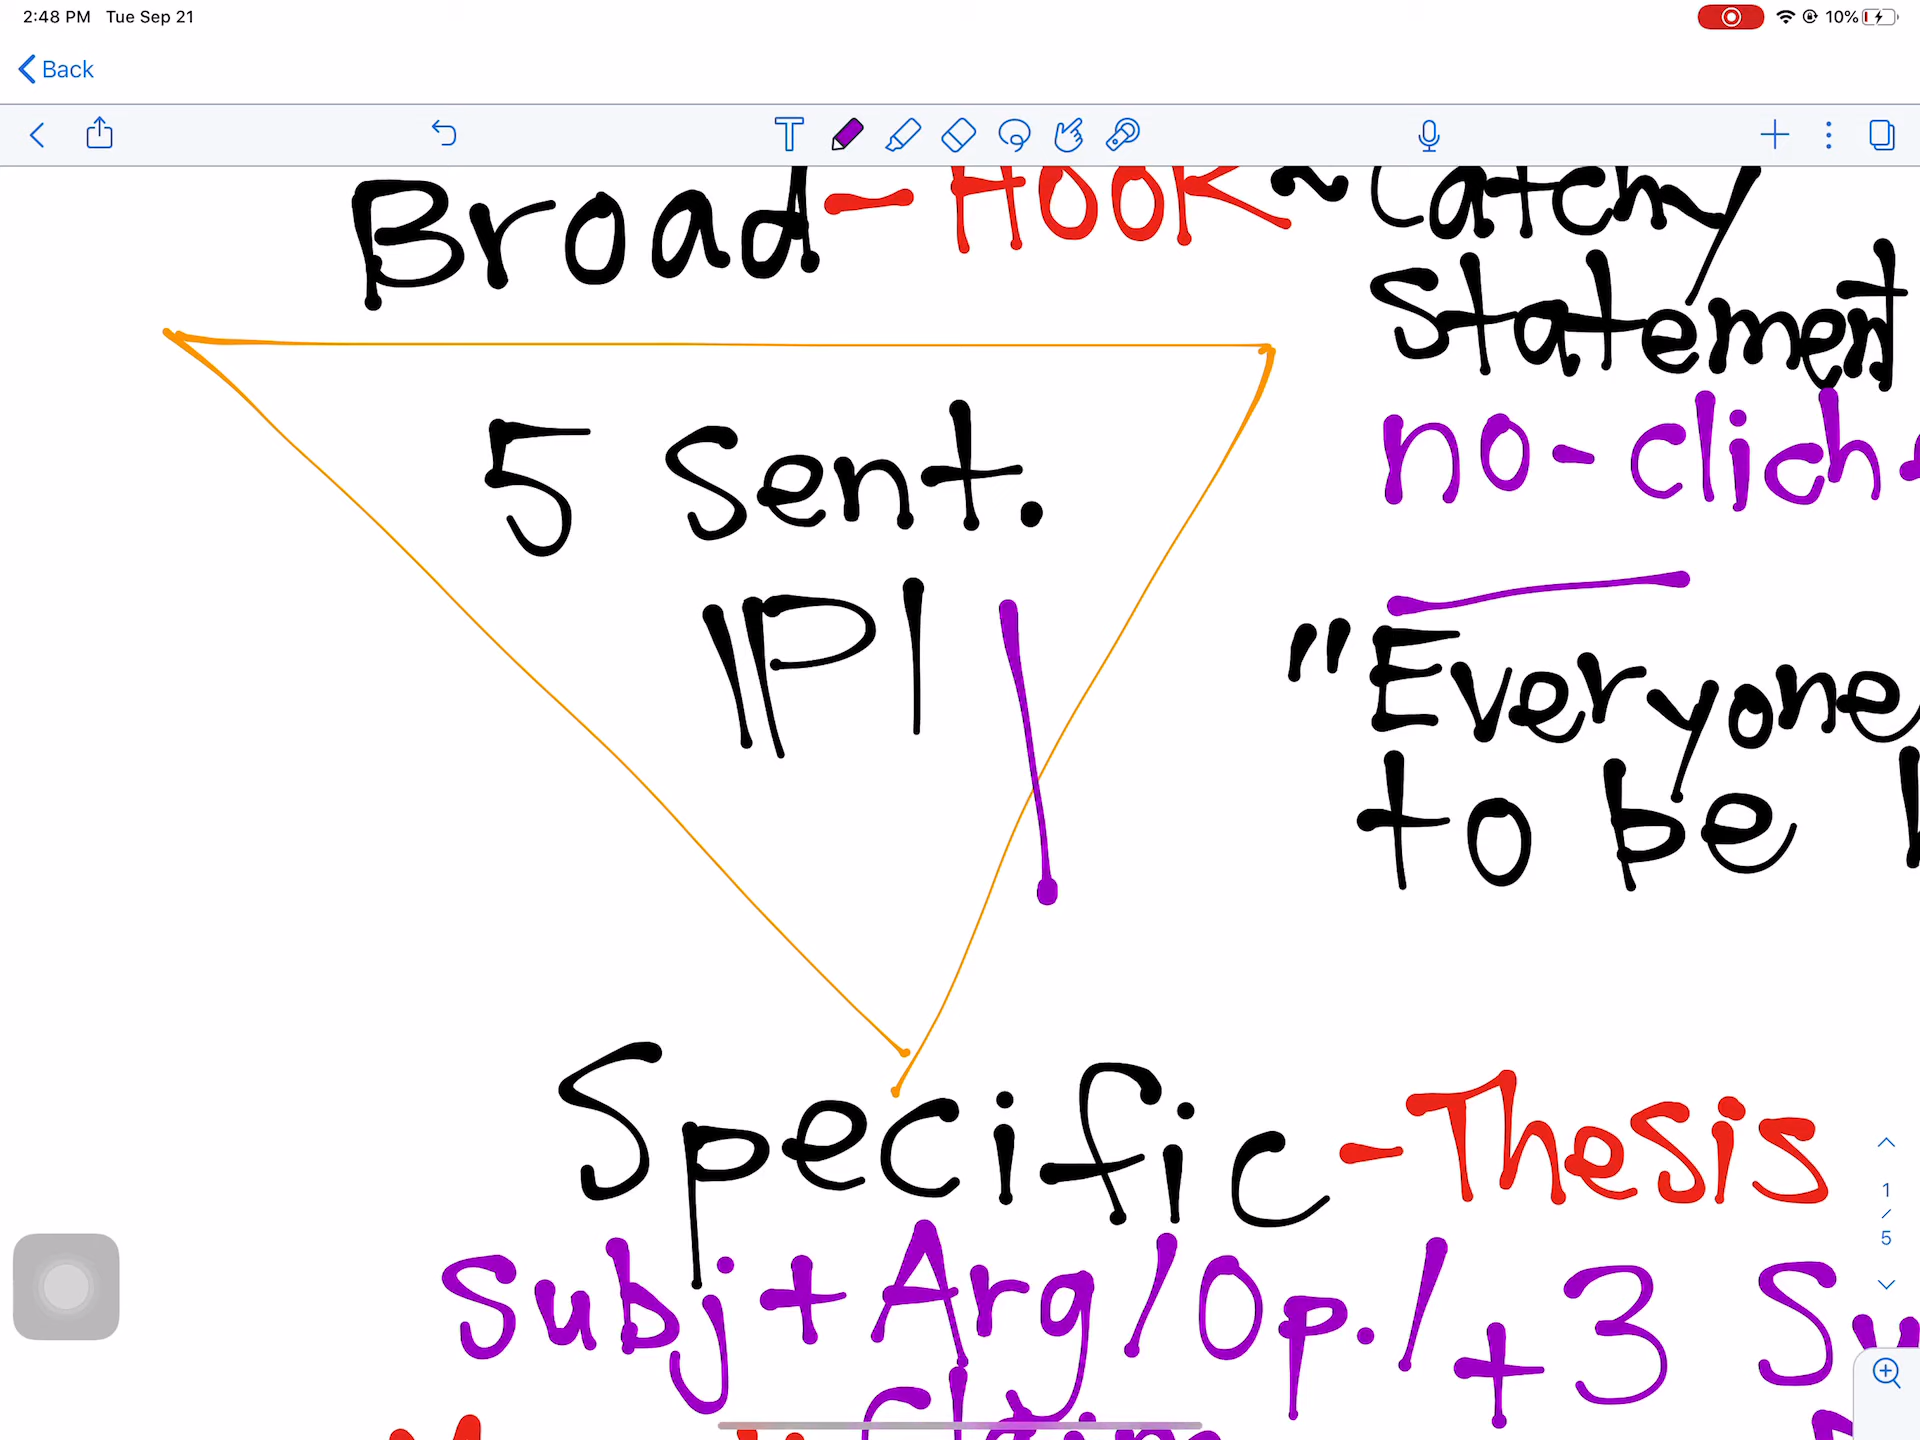 2:48 PM Tue Sep 21
10%
Back
T
Broad - Hook ~ Catchy
Statement
no - clich
5 Sent.
"Everyone
to be
Specific - Thesis
1
/
5
Subj + Arg / Op. / + 3